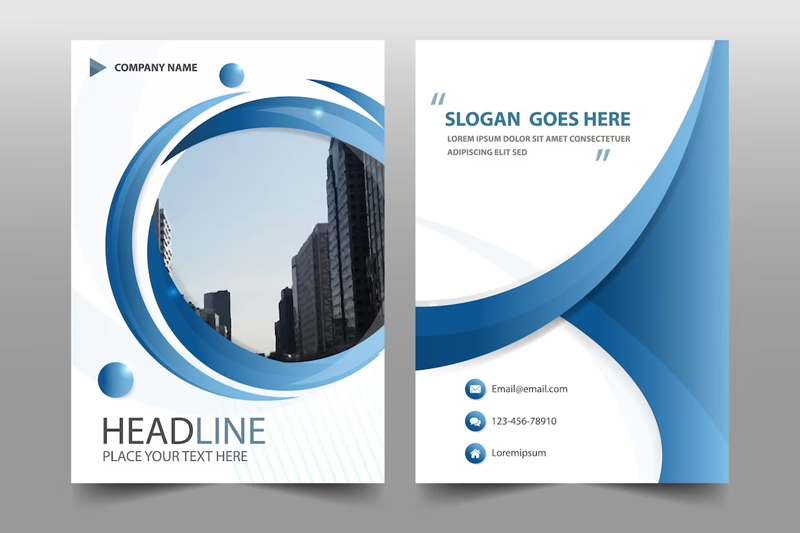 COMPANY NAME
HEADLINE
PLACE YOUR TEXT HERE
“
SLOGAN GOES HERE
LOREM IPSUM DOLOR SIT AMET CONSECTETUER
ADIPISCING ELIT SED
”
Email@email.com
123-456-78910
Loremipsum